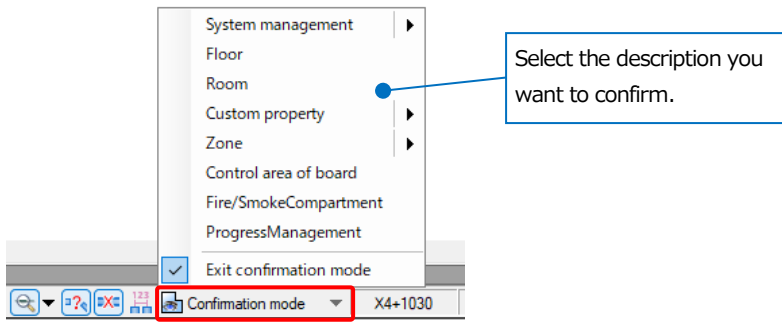 System management
Floor
Room
Custom property
Zone
Control area of board
Fire/SmokeCompartment
ProgressManagement
Exit confirmation mode
Select the description you
want to confirm.
=?
=X=
123
Confirmation mode
X4+1030